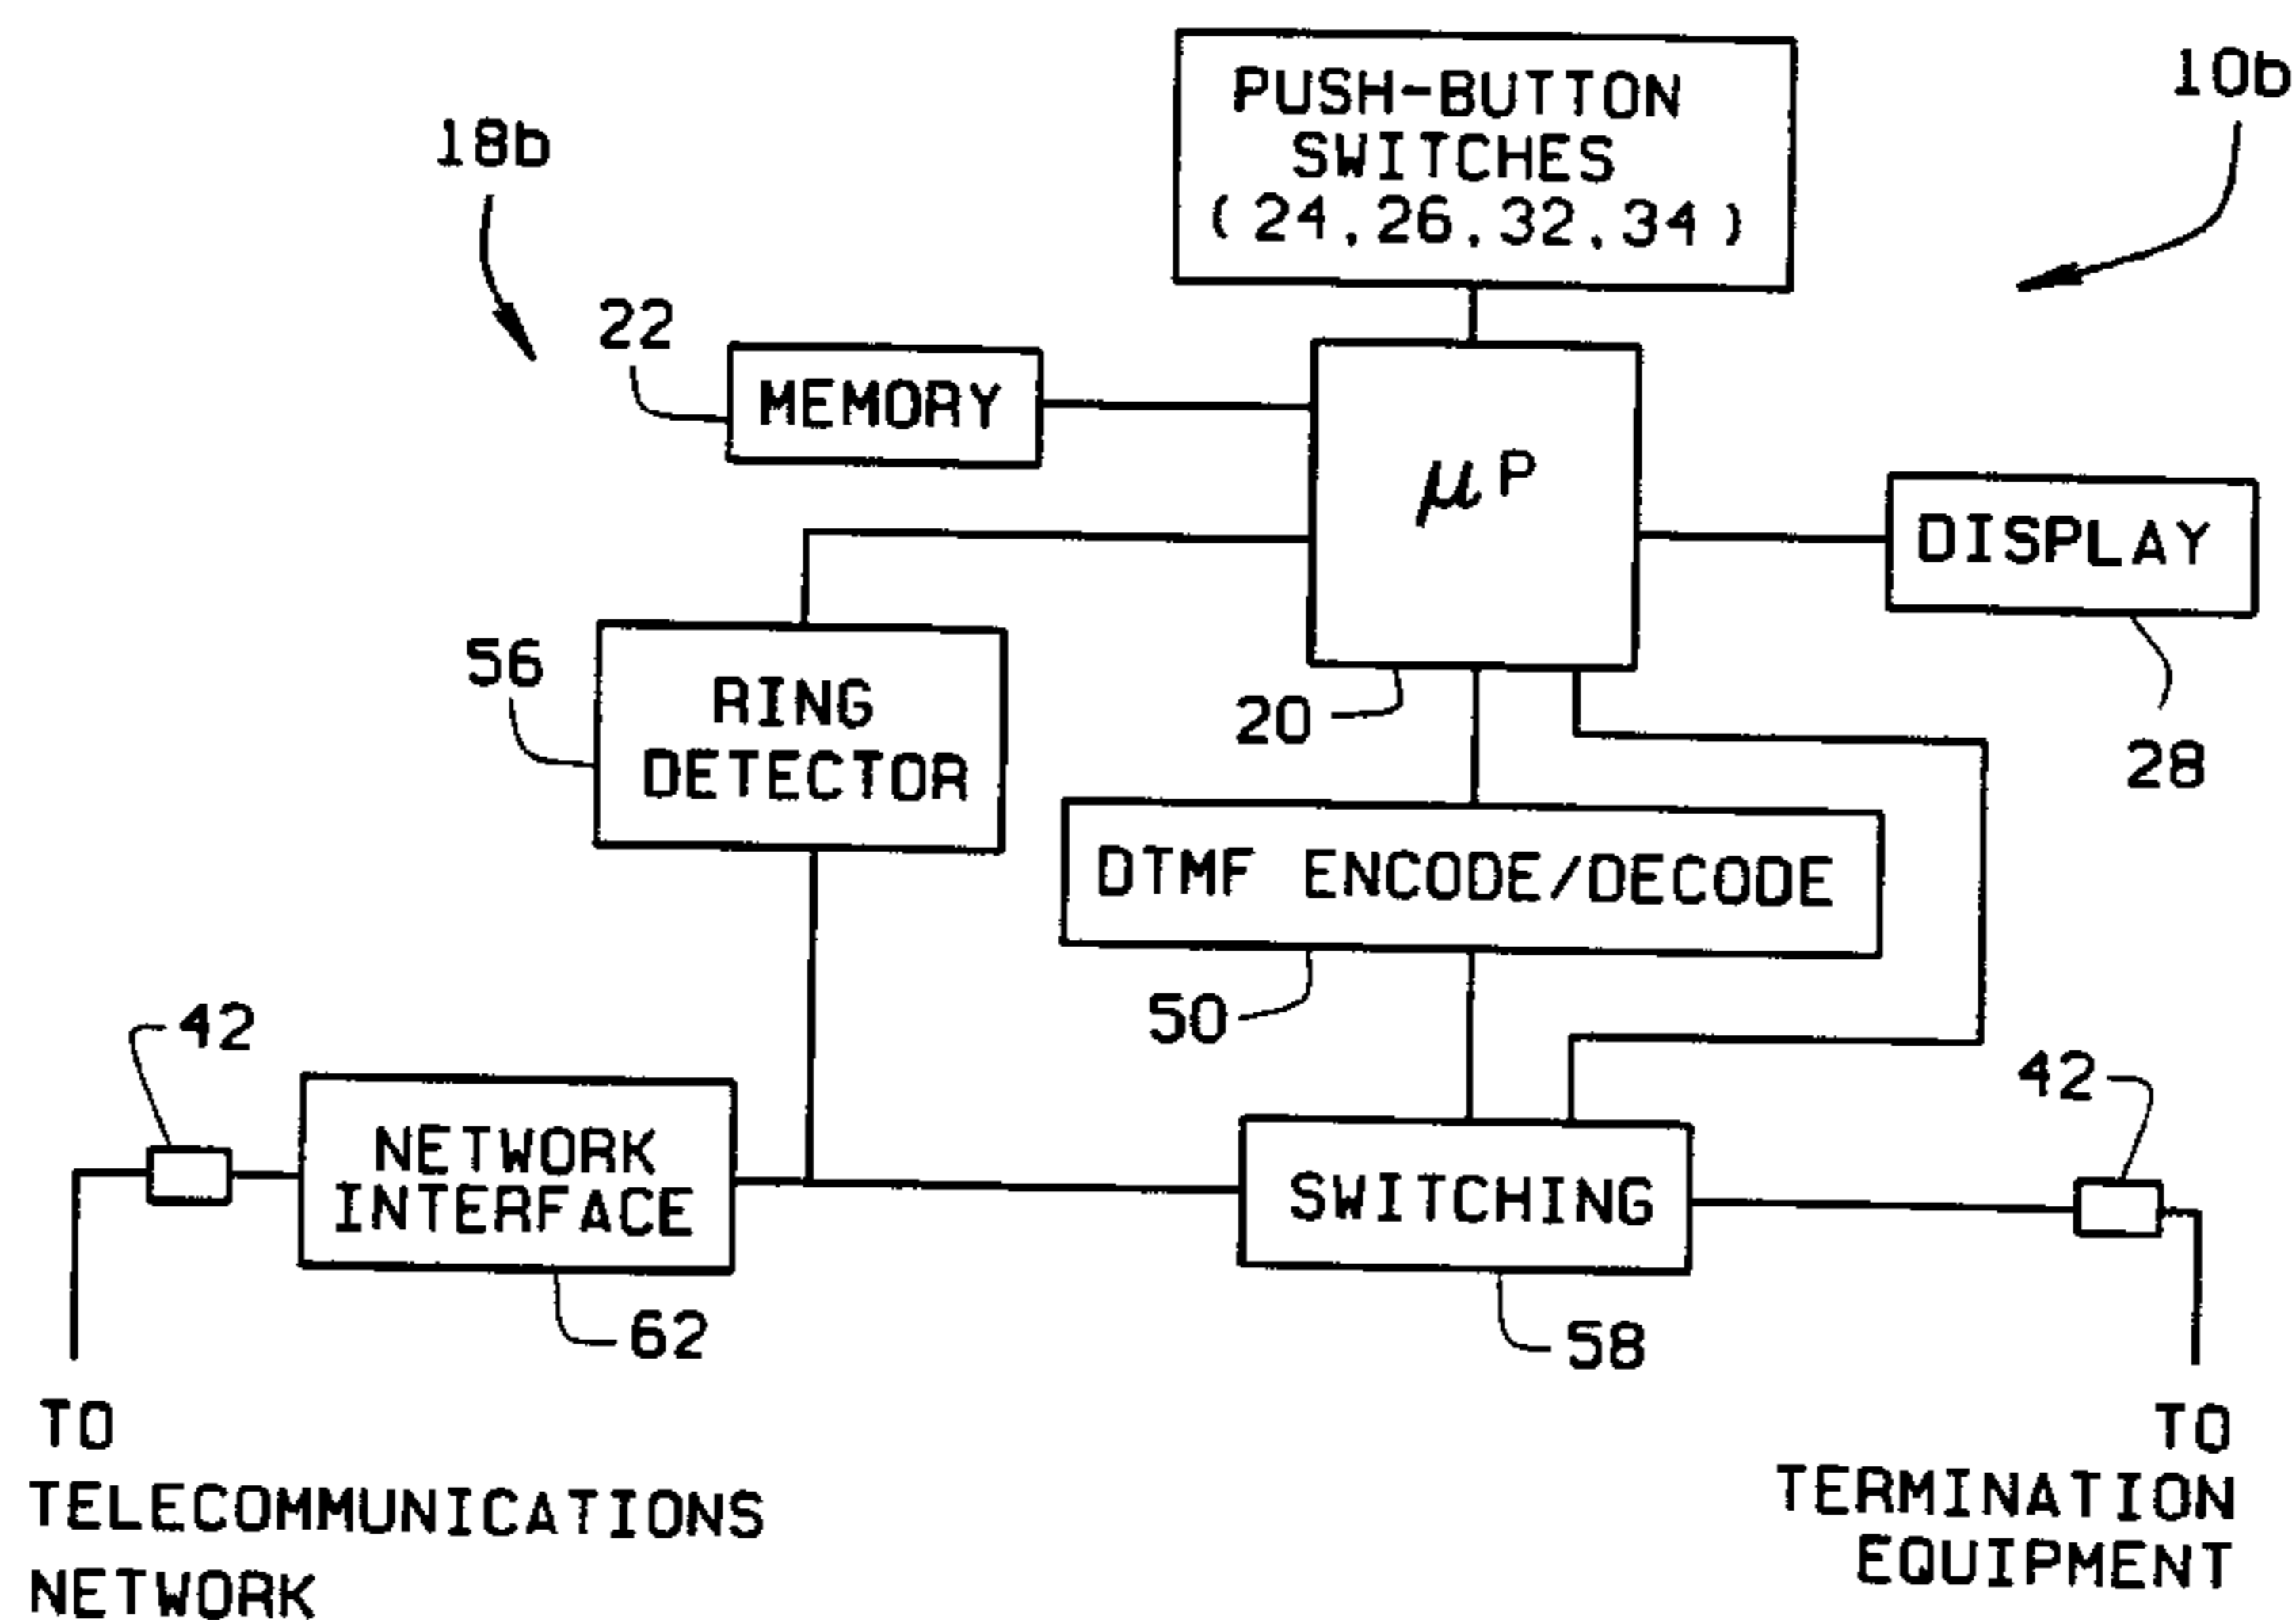 PUSH-BUTTON
SWITCHES
(24,26,32,34)
10b
18b
22
MEMORY
μP
DISPLAY
56
RING
DETECTOR
20
28
DTMF ENCODE/DECODE
50
42
NETWORK
INTERFACE
42
SWITCHING
62
58
TO
TELECOMMUNICATIONS
NETWORK
TO
TERMINATION
EQUIPMENT